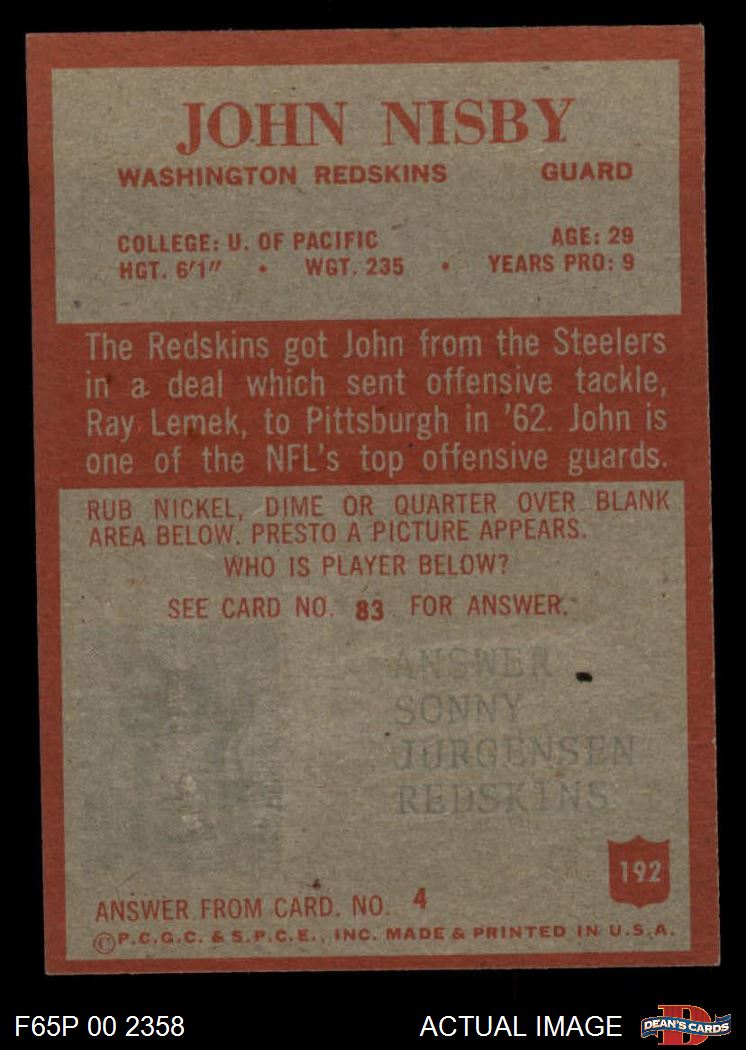 JOHN NISBY
WASHINGTON REDSKINS GUARD
COLLEGE: U. OF PACIFIC AGE: 29
HGT. 6'1" • WGT. 235 • YEARS PRO: 9
The Redskins got John from the Steelers
in a deal which sent offensive tackle,
Ray Lemek, to Pittsburgh in '62. John is
one of the NFL's top offensive guards.
RUB NICKEL, DIME OR QUARTER OVER BLANK
AREA BELOW. PRESTO A PICTURE APPEARS.
WHO IS PLAYER BELOW?
SEE CARD NO. 83 FOR ANSWER.
ANSWER
SONNY
JURGENSEN
REDSKINS
192
ANSWER FROM CARD. NO. 4
©P.C.G.C. & S.P.C.E., INC. MADE & PRINTED IN U.S.A.
F65P 00 2358 ACTUAL IMAGE DEAN'S CARDS